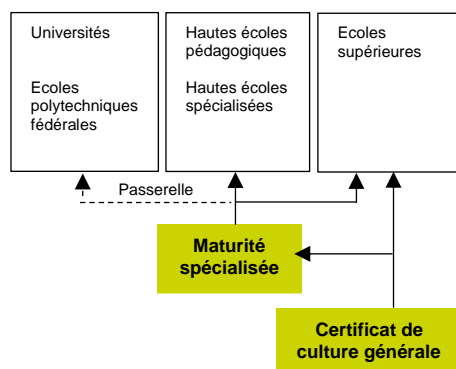 Universités
Ecoles
polytechniques
fédérales
Hautes écoles
pédagogiques
Hautes écoles
spécialisées
Ecoles
supérieures
Passerelle
Maturité
spécialisée
Certificat de
culture générale